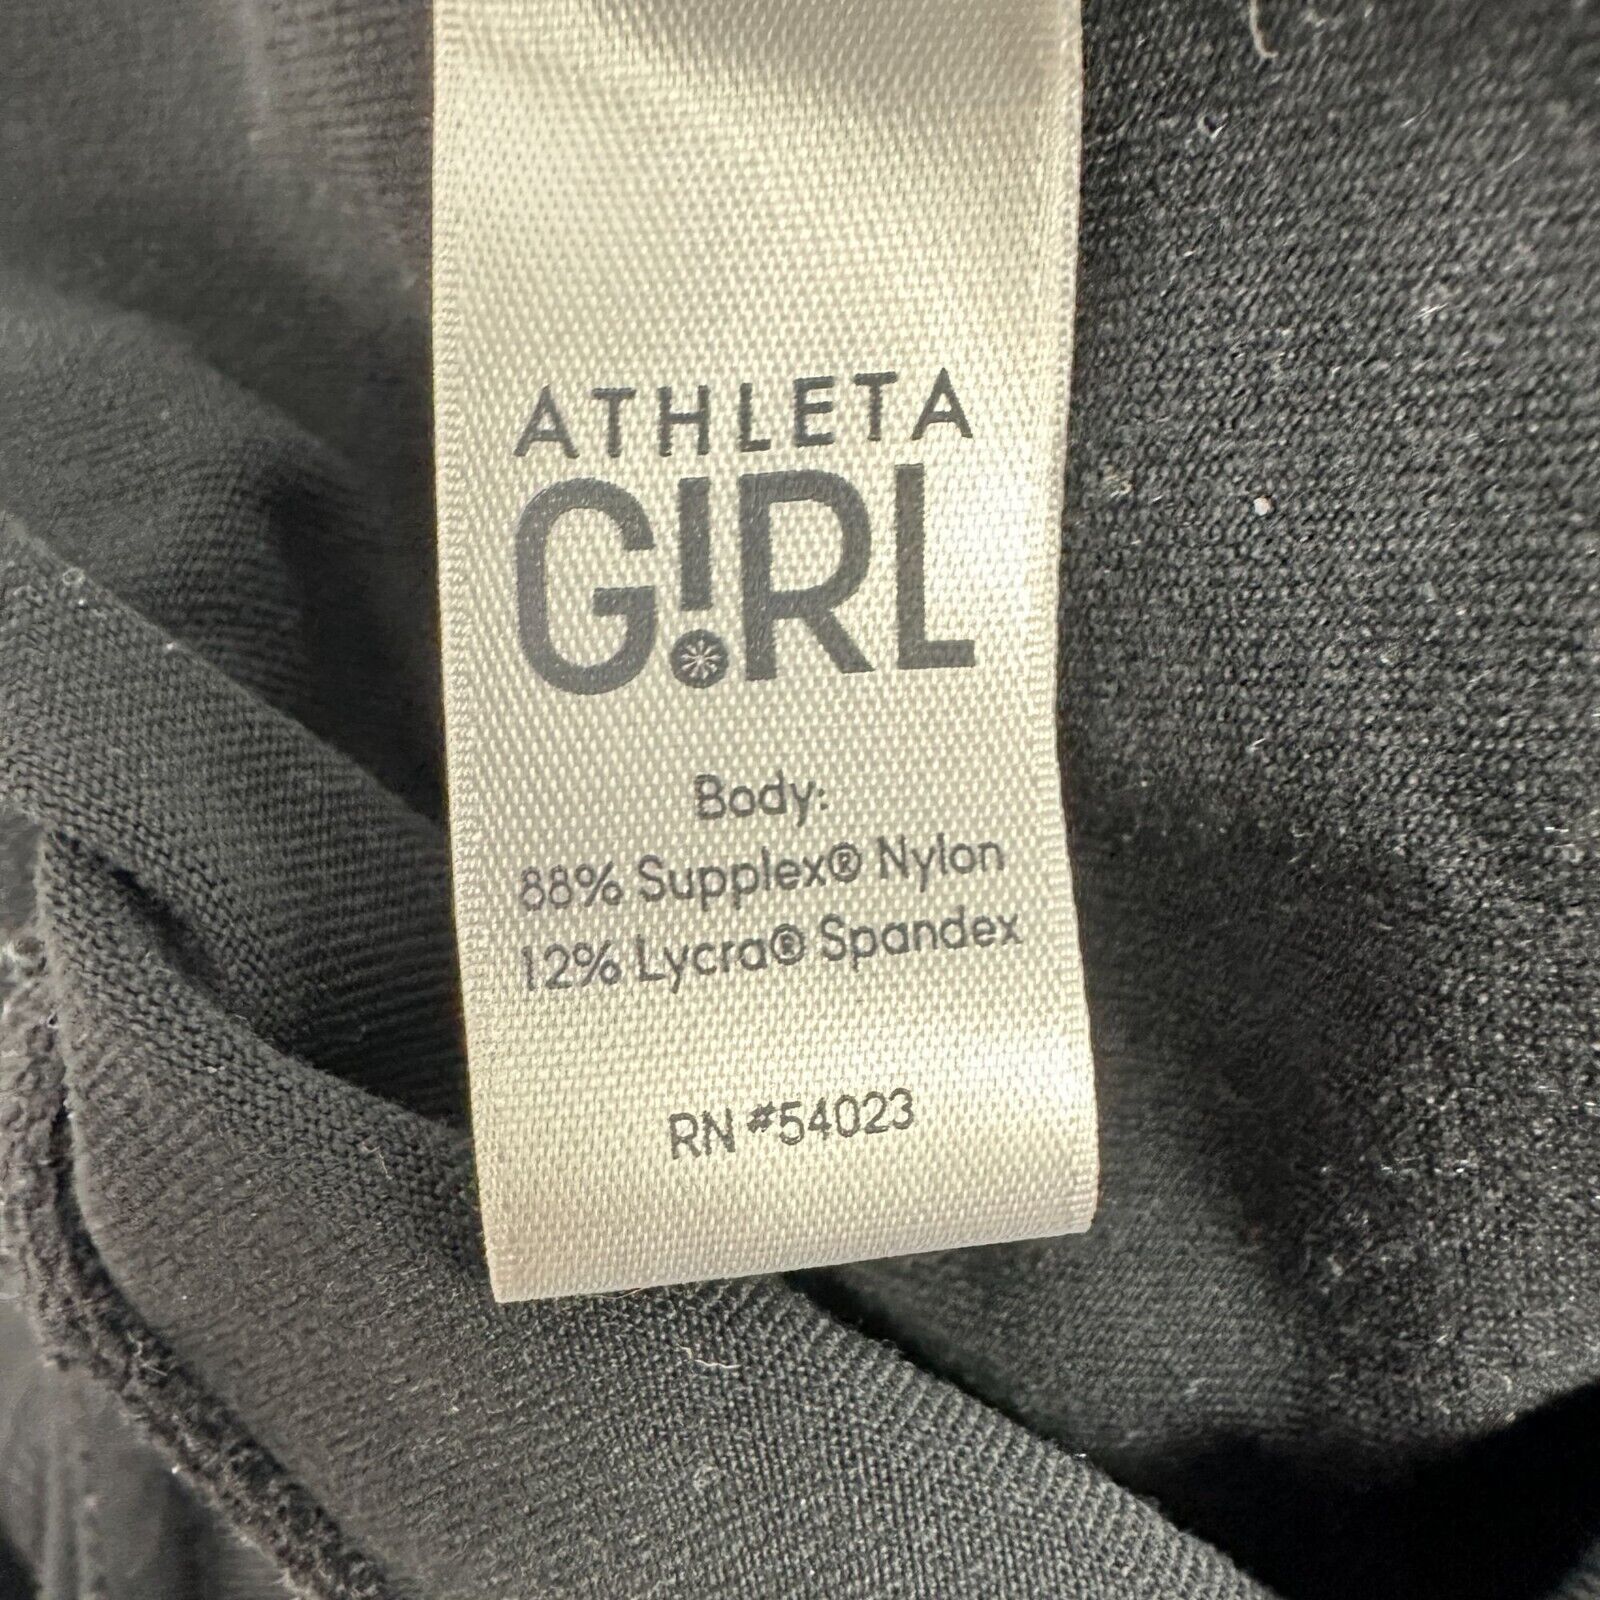 ATHLETA
G!RL
Body:
88% Supplex® Nylon
12% Lycra® Spandex
RN #54023